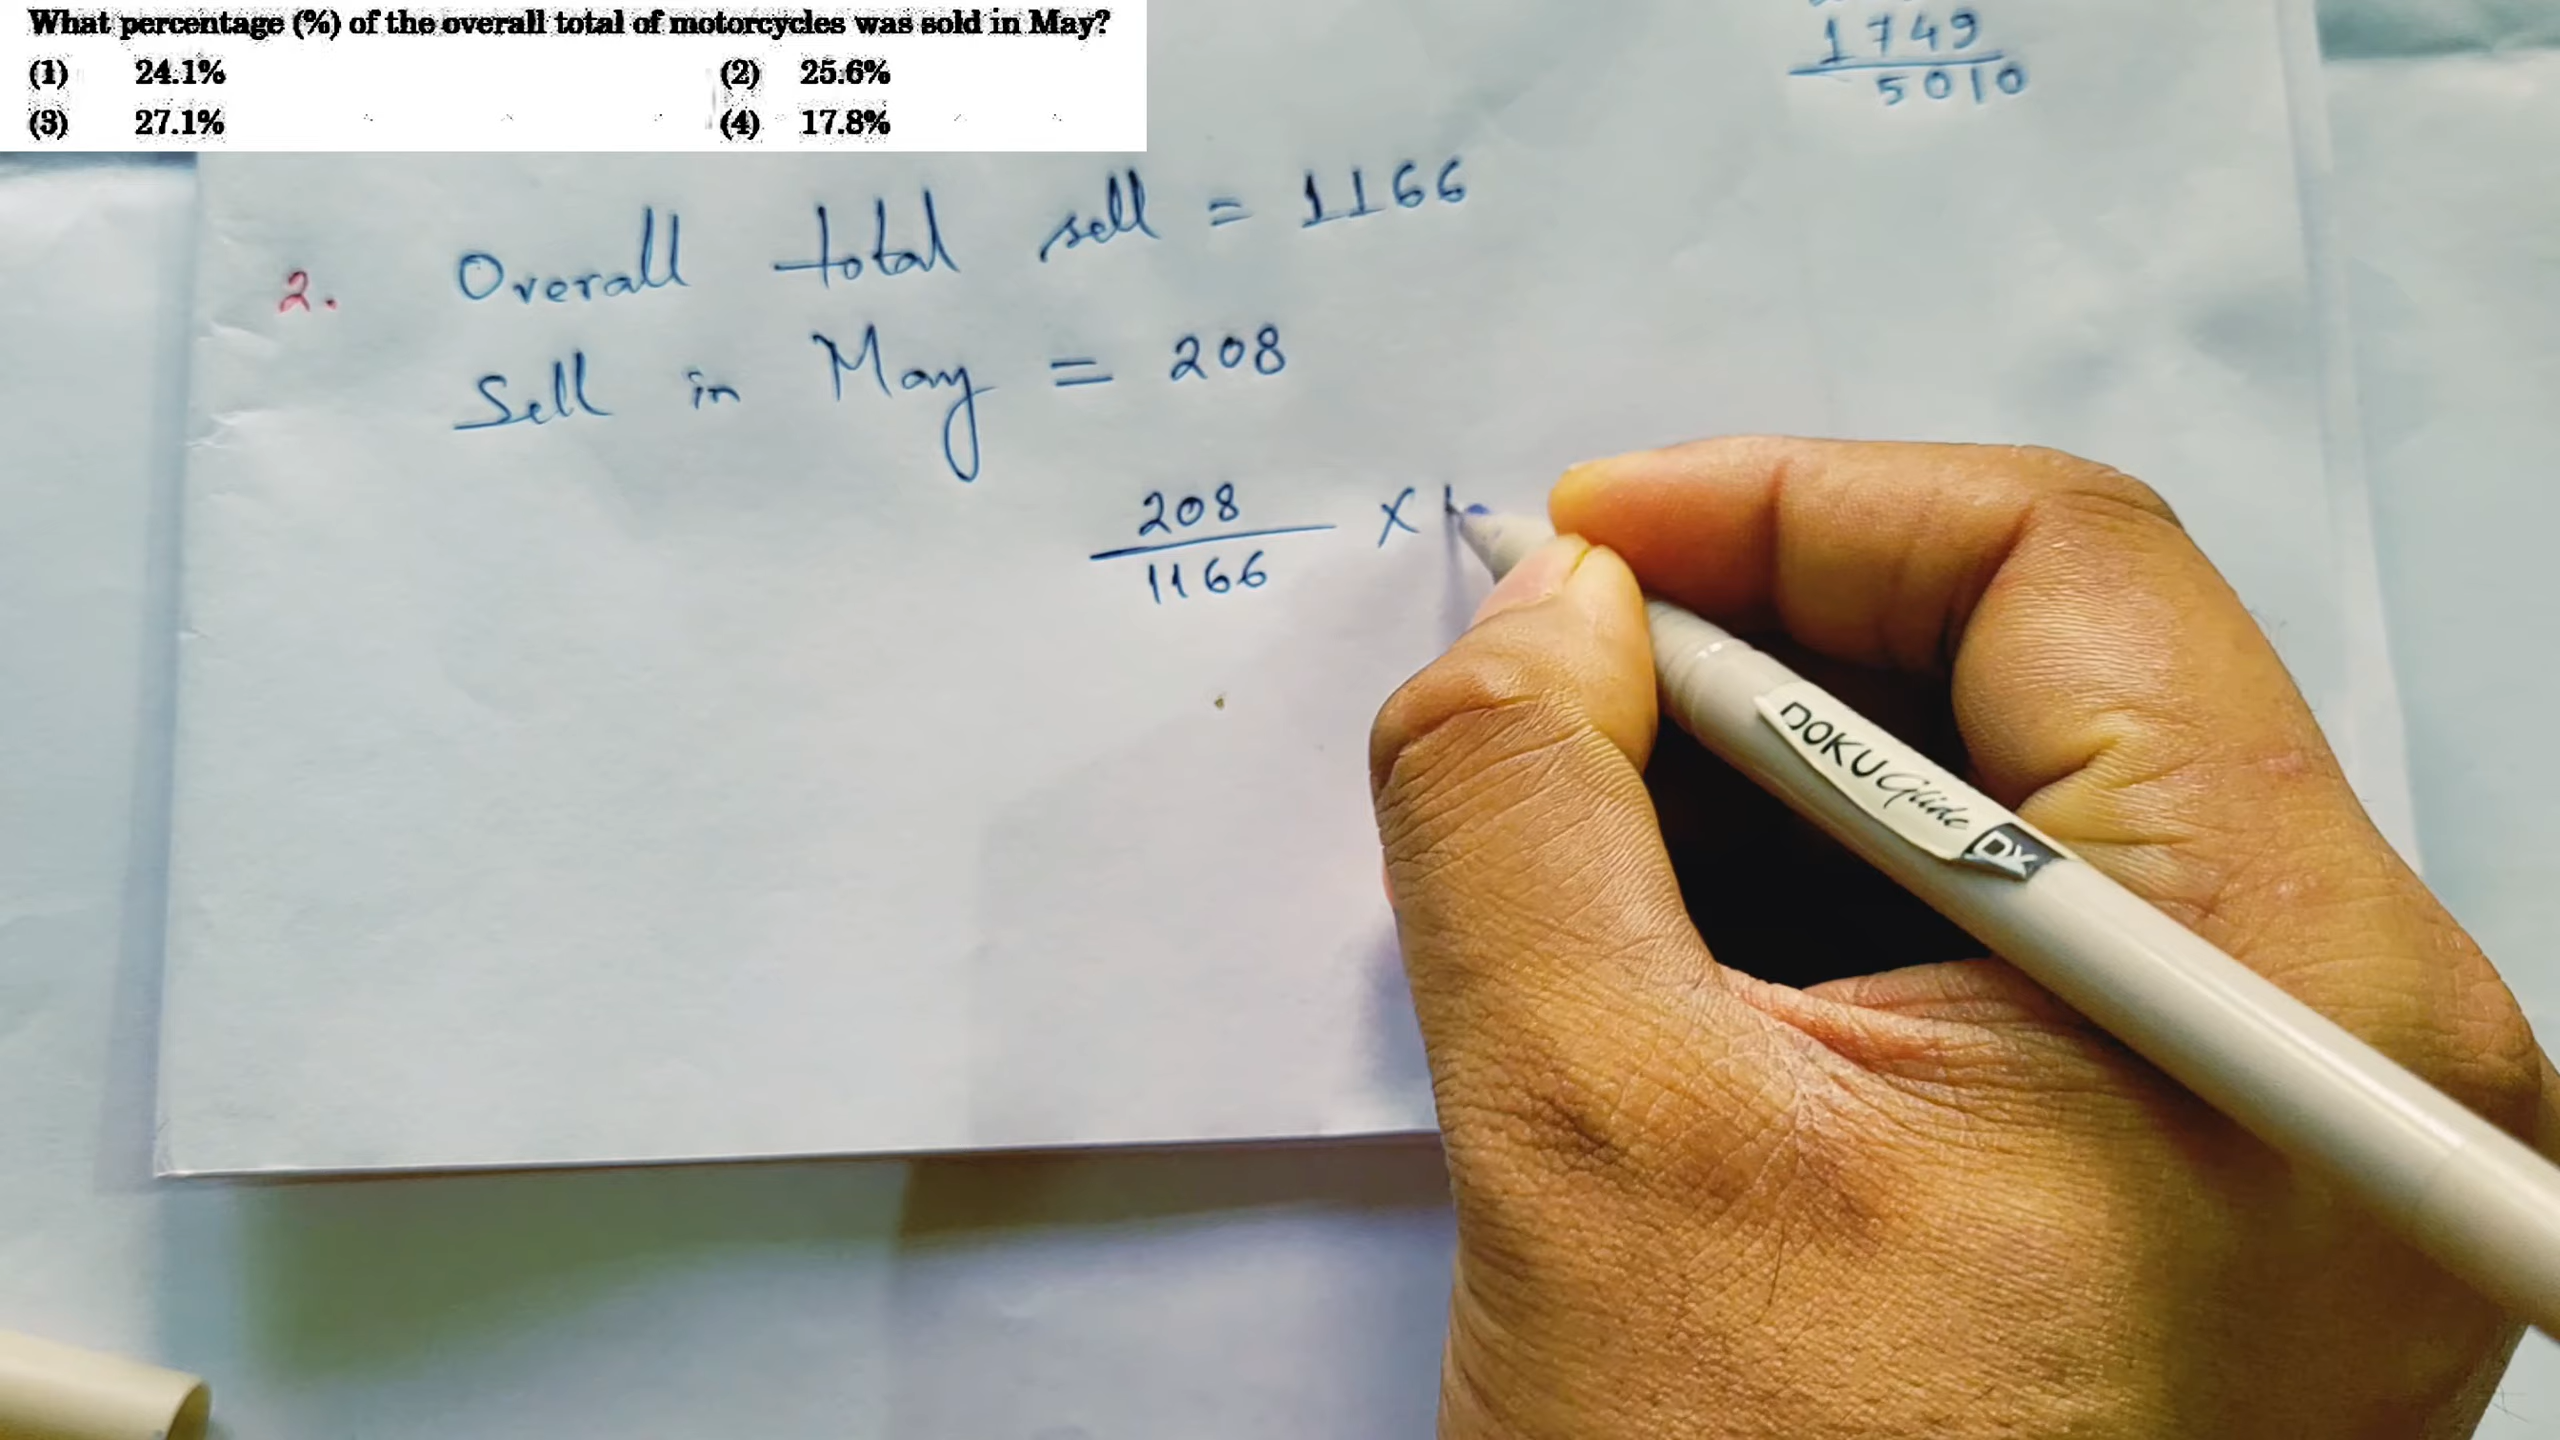 What percentage (%) of the overall total of motorcycles was sold in May?
(1) 24.1% (2) 25.6%
(3) 27.1% (4) 17.8%
1749
5010
2. Overall total sell = 1166
Sell in May = 208
208
1166
×
DOKU Glide DX